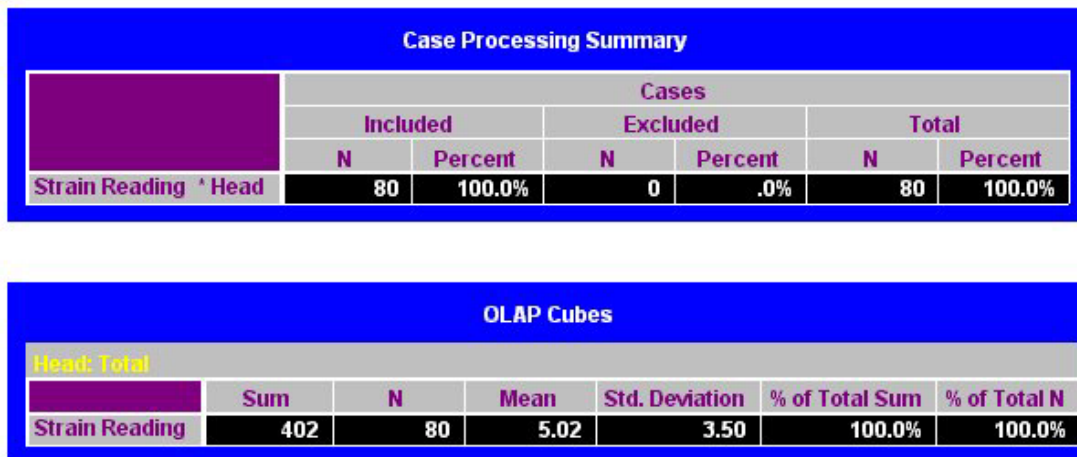 Case Processing Summary
Cases
Included Excluded Total
N Percent N Percent N Percent
Strain Reading * Head 80 100.0% 0 .0% 80 100.0%
OLAP Cubes
Head: Total
Sum N Mean Std. Deviation % of Total Sum % of Total N
Strain Reading 402 80 5.02 3.50 100.0% 100.0%